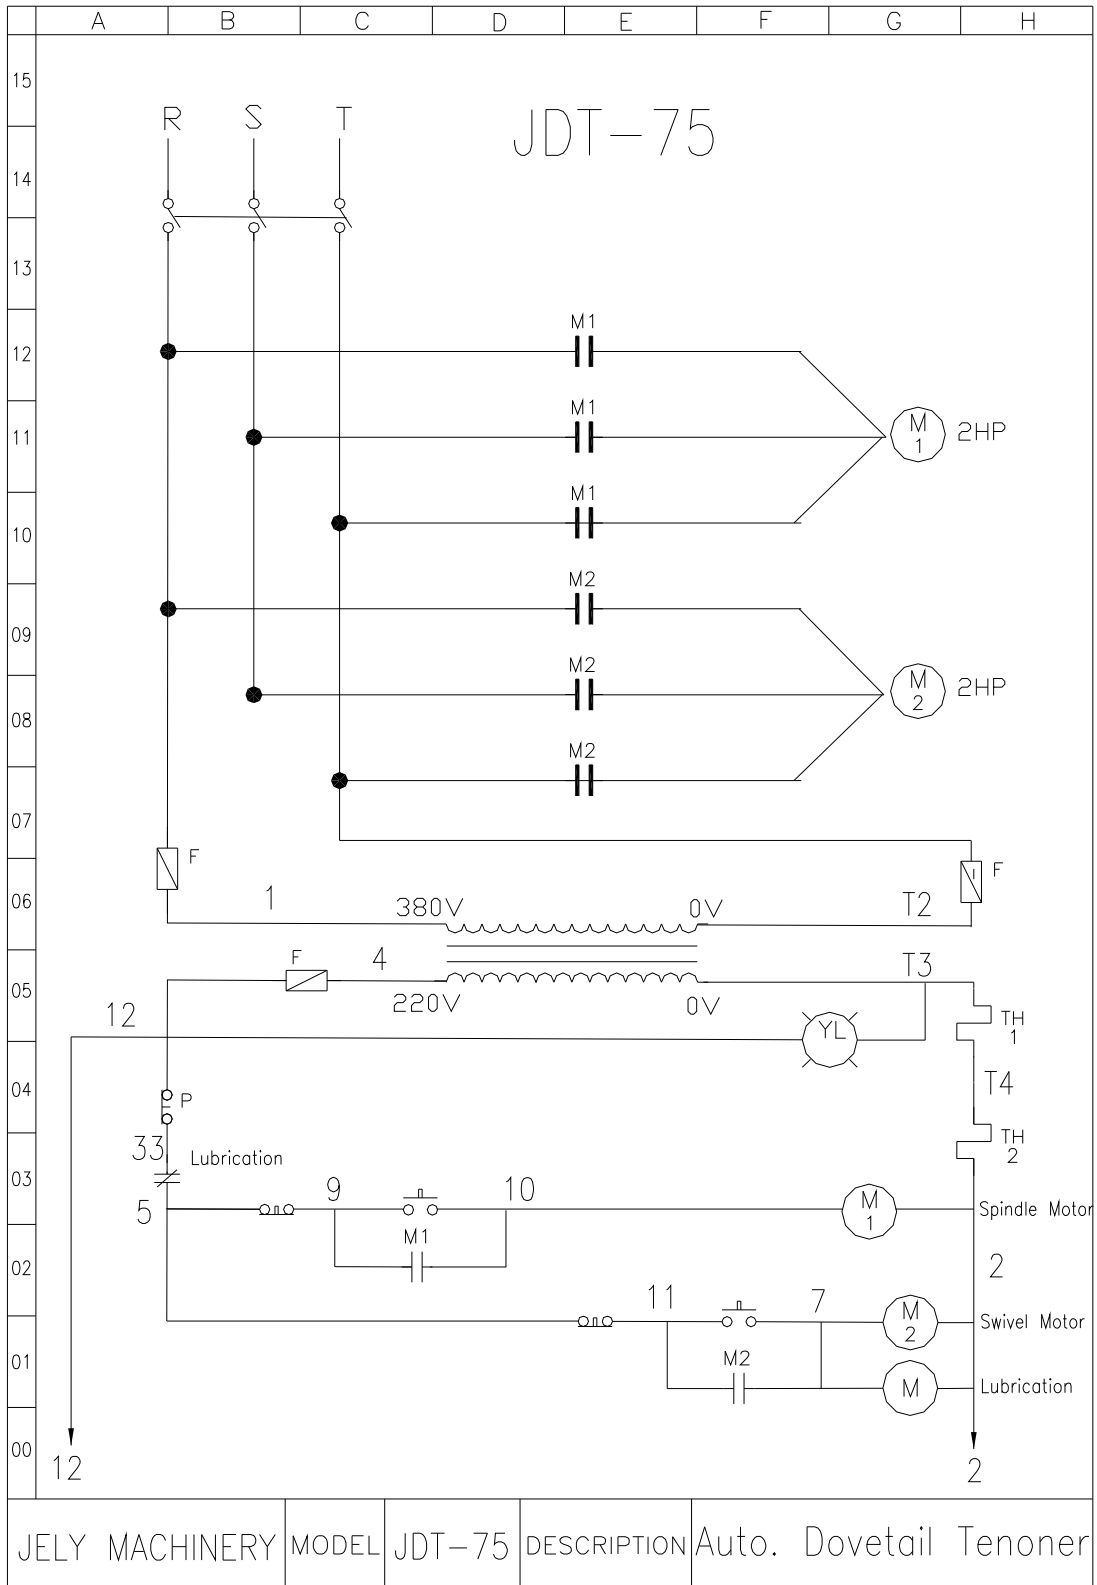 A B C D E F G H
15
R S T JDT-75
14
13
M1
12
M1
11 M 1 2HP
M1
10
M2
09
M2
M 2 2HP
08
M2
07
F F
06 1 380V 0V T2
F 4 T3
05
220V 0V
12 YL TH 1
04 P T4
33 Lubrication TH 2
03
5 9 10 M 1 Spindle Motor
M1
02 2
11 7 M 2 Swivel Motor
01 M2
M Lubrication
00
12 2
JELY MACHINERY MODEL JDT-75 DESCRIPTION Auto. Dovetail Tenoner